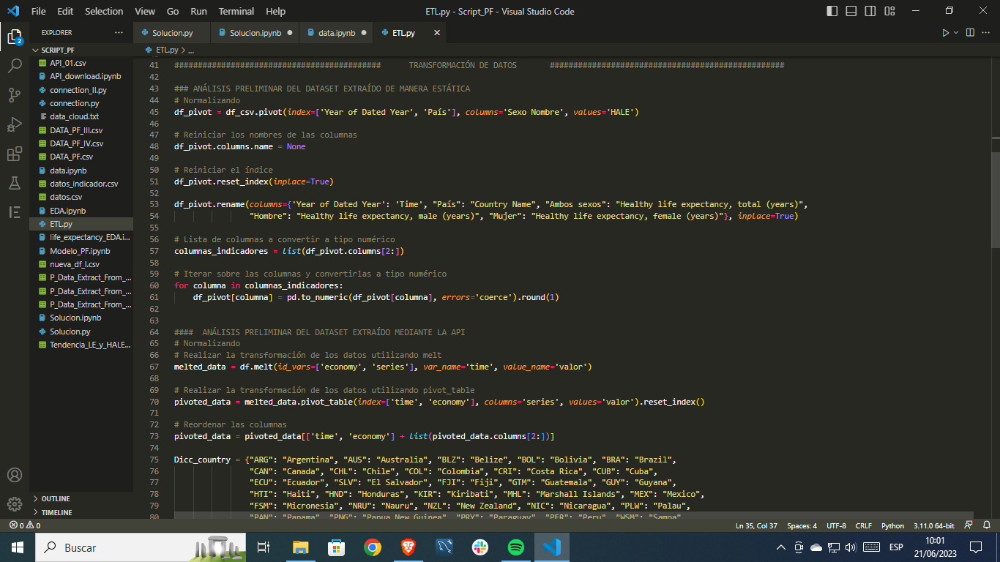 File Edit Selection View Go Run Terminal Help
ETL.py - Script_PF - Visual Studio Code
EXPLORER
Solucion.py
Solucion.ipynb
data.ipynb
ETL.py
ETL.py > ...
SCRIPT_PF
API_01.csv
API_download.ipynb
connection_II.py
connection.py
data_cloud.txt
DATA_PF_III.csv
DATA_PF_IV.csv
DATA_PF.csv
data.ipynb
datos_indicador.csv
datos.csv
EDA.ipynb
ETL.py
life_expectancy_EDA.i...
Modelo_PF.ipynb
nueva_df_I.csv
P_Data_Extract_From_...
P_Data_Extract_From_...
P_Data_Extract_From_...
Solucion.ipynb
Solucion.py
Tendencia_LE_y_HALE...
OUTLINE
TIMELINE
2
41 ############################################ TRANSFORMACIÓN DE DATOS ##################################################
42
43 ### ANÁLISIS PRELIMINAR DEL DATASET EXTRAÍDO DE MANERA ESTÁTICA
44 # Normalizando
45 df_pivot = df_csv.pivot(index=['Year of Dated Year', 'País'], columns='Sexo Nombre', values='HALE')
46
47 # Reiniciar los nombres de las columnas
48 df_pivot.columns.name = None
49
50 # Reiniciar el índice
51 df_pivot.reset_index(inplace=True)
52
53 df_pivot.rename(columns={'Year of Dated Year': 'Time', "País": "Country Name", "Ambos sexos": "Healthy life expectancy, total (years)",
54 "Hombre": "Healthy life expectancy, male (years)", "Mujer": "Healthy life expectancy, female (years)"}, inplace=True)
55
56 # Lista de columnas a convertir a tipo numérico
57 columnas_indicadores = list(df_pivot.columns[2:])
58
59 # Iterar sobre las columnas y convertirlas a tipo numérico
60 for columna in columnas_indicadores:
61 df_pivot[columna] = pd.to_numeric(df_pivot[columna], errors='coerce').round(1)
62
63
64 #### ANÁLISIS PRELIMINAR DEL DATASET EXTRAÍDO MEDIANTE LA API
65 # Normalizando
66 # Realizar la transformación de los datos utilizando melt
67 melted_data = df.melt(id_vars=['economy', 'series'], var_name='time', value_name='valor')
68
69 # Realizar la transformación de los datos utilizando pivot_table
70 pivoted_data = melted_data.pivot_table(index=['time', 'economy'], columns='series', values='valor').reset_index()
71
72 # Reordenar las columnas
73 pivoted_data = pivoted_data[['time', 'economy'] + list(pivoted_data.columns[2:])]
74
75 Dicc_country = {"ARG": "Argentina", "AUS": "Australia", "BLZ": "Belize", "BOL": "Bolivia", "BRA": "Brazil",
76 "CAN": "Canada", "CHL": "Chile", "COL": "Colombia", "CRI": "Costa Rica", "CUB": "Cuba",
77 "ECU": "Ecuador", "SLV": "El Salvador", "FJI": "Fiji", "GTM": "Guatemala", "GUY": "Guyana",
78 "HTI": "Haiti", "HND": "Honduras", "KIR": "Kiribati", "MHL": "Marshall Islands", "MEX": "Mexico",
79 "FSM": "Micronesia", "NRU": "Nauru", "NZL": "New Zealand", "NIC": "Nicaragua", "PLW": "Palau",
80 "PAN": "Panama", "PNG": "Papua New Guinea", "PRY": "Paraguay", "PER": "Peru", "WSM": "Samoa"
0 0
Ln 35, Col 37 Spaces: 4 UTF-8 CRLF Python 3.11.0 64-bit
Buscar
ESP
10:01
21/06/2023